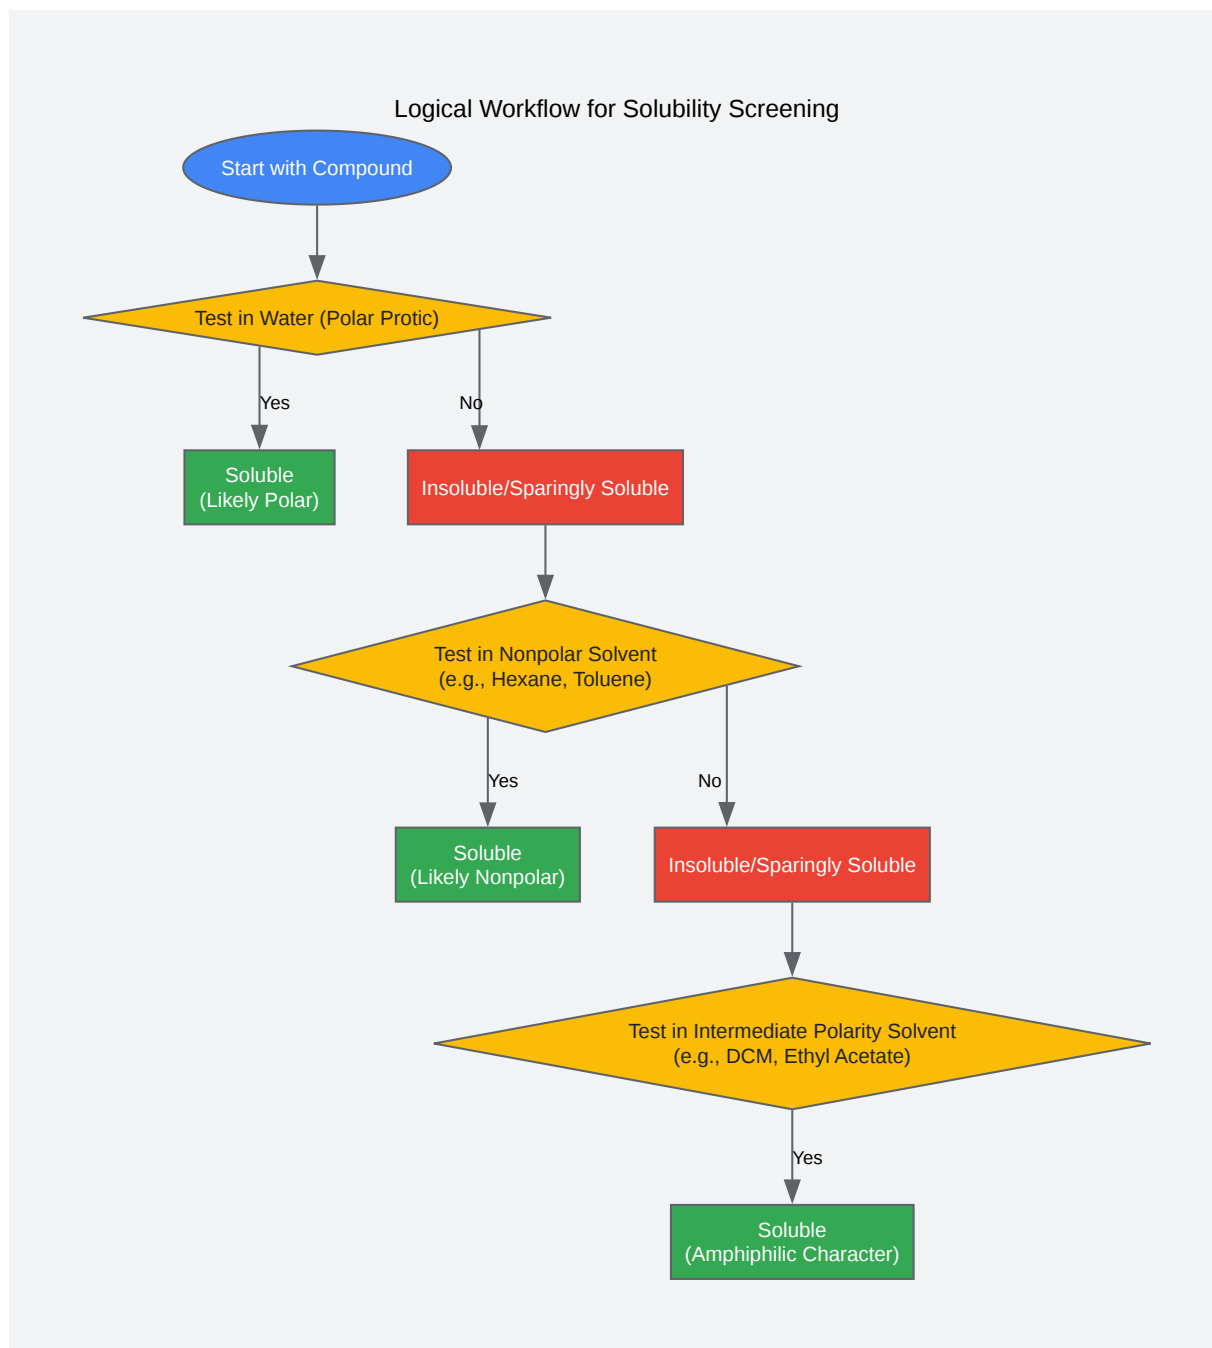 Logical Workflow for Solubility Screening
Start with Compound
Test in Water (Polar Protic)
Yes
No
Soluble
(Likely Polar)
Insoluble/Sparingly Soluble
Test in Nonpolar Solvent
(e.g., Hexane, Toluene)
Yes
No
Soluble
(Likely Nonpolar)
Insoluble/Sparingly Soluble
Test in Intermediate Polarity Solvent
(e.g., DCM, Ethyl Acetate)
Yes
Soluble
(Amphiphilic Character)